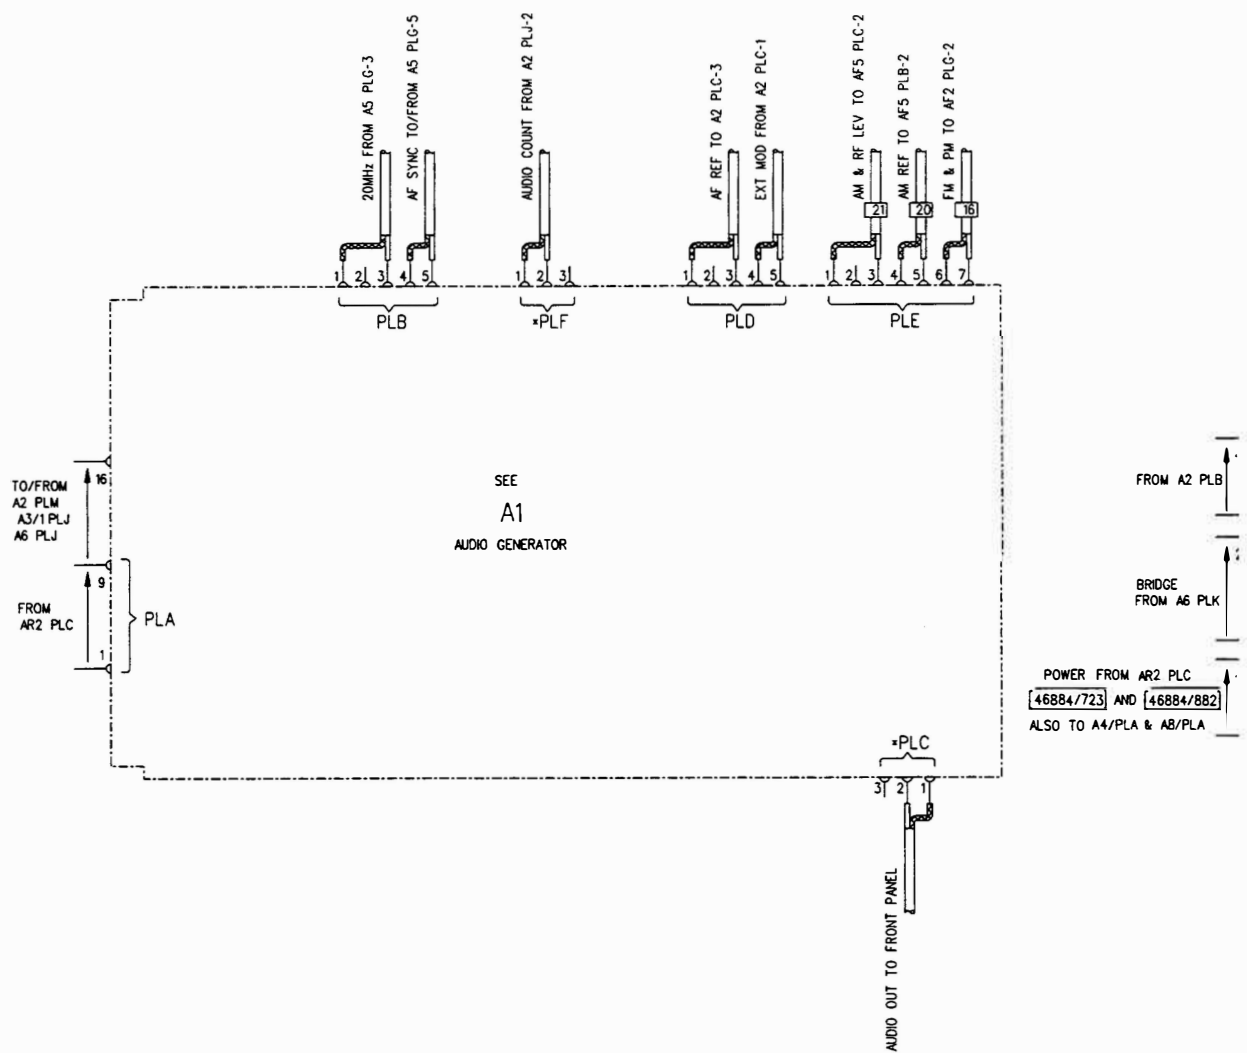 20MHz FROM A5 PLG-3
AF SYNC TO/FROM A5 PLG-5
AUDIO COUNT FROM A2 PLJ-2
AF REF TO A2 PLC-3
EXT MOD FROM A2 PLC-1
AM & RF LEV TO AF5 PLC-2
AM REF TO AF5 PLB-2
FM & PM TO AF2 PLG-2
21 20 16
1 2 3 4 5
1 2 3
1 2 3 4 5
1 2 3 4 5 6 7
PLB
*PLF
PLD
PLE
16
TO/FROM
A2 PLM
A3/1 PLJ
A6 PLJ
9
FROM
AR2 PLC
1
PLA
SEE
A1
AUDIO GENERATOR
FROM A2 PLB
BRIDGE
FROM A6 PLK
POWER FROM AR2 PLC
46884/723 AND 46884/882
ALSO TO A4/PLA & A8/PLA
*PLC
3 2 1
AUDIO OUT TO FRONT PANEL